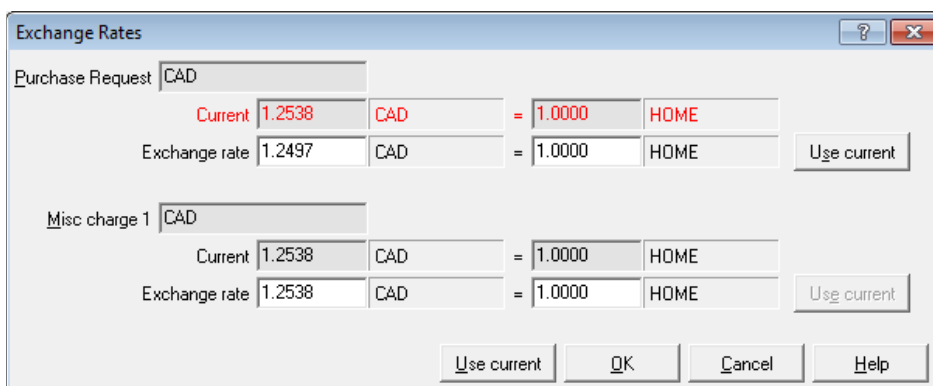 Exchange Rates
Purchase Request CAD
Current 1.2538 CAD = 1.0000 HOME
Exchange rate 1.2497 CAD = 1.0000 HOME Use current
Misc charge 1 CAD
Current 1.2538 CAD = 1.0000 HOME
Exchange rate 1.2538 CAD = 1.0000 HOME Use current
Use current OK Cancel Help